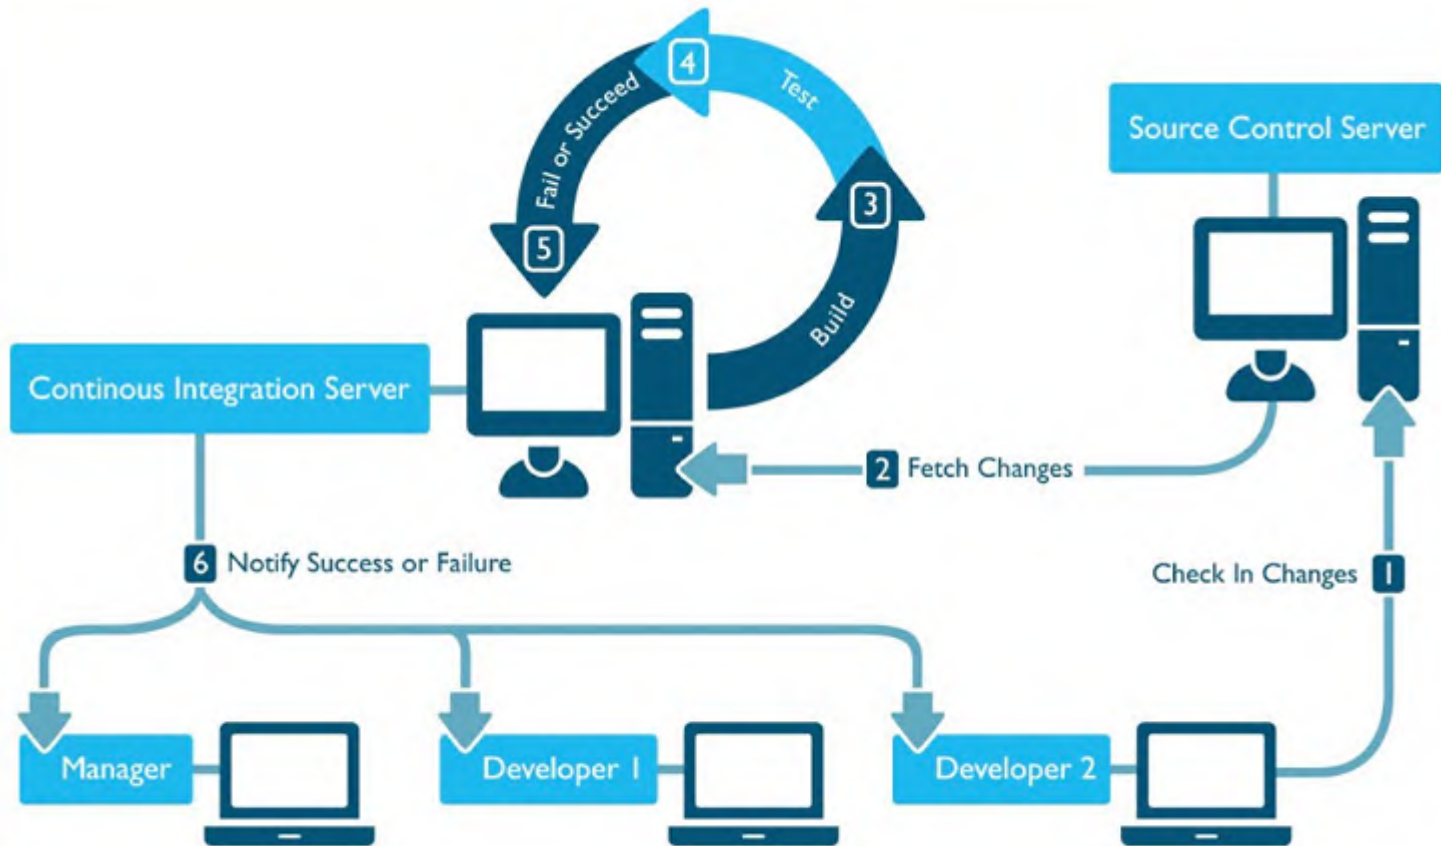 4
Test
Fail or Succeed
5
3
Build
Source Control Server
Continous Integration Server
2 Fetch Changes
6 Notify Success or Failure
Check In Changes 1
Manager
Developer 1
Developer 2